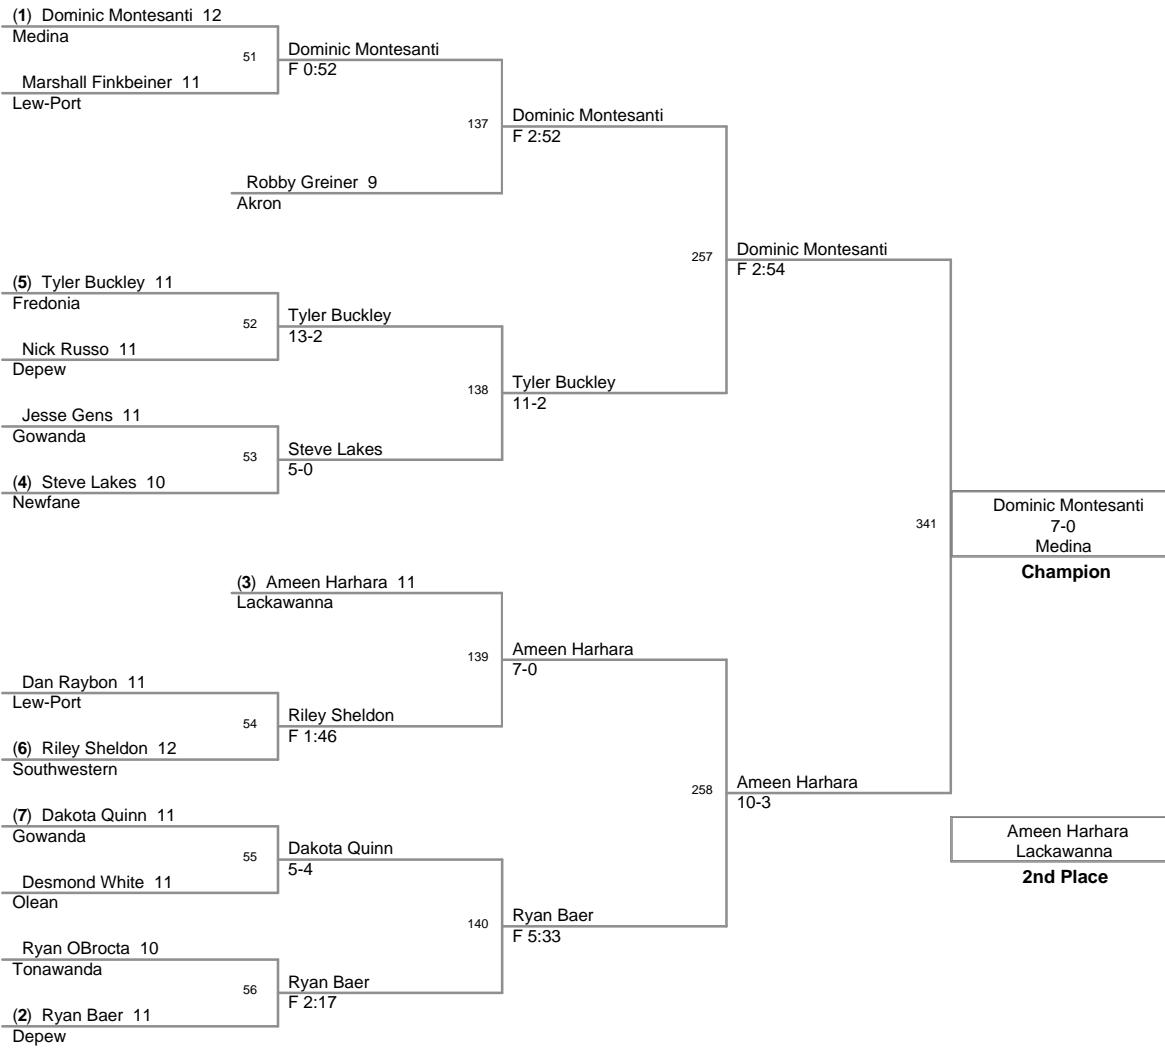 (1) Dominic Montesanti 12
Medina
51
Dominic Montesanti
F 0:52
Marshall Finkbeiner 11
Lew-Port
137
Dominic Montesanti
F 2:52
Robby Greiner 9
Akron
257
Dominic Montesanti
F 2:54
(5) Tyler Buckley 11
Fredonia
52
Tyler Buckley
13-2
Nick Russo 11
Depew
138
Tyler Buckley
11-2
Jesse Gens 11
Gowanda
53
Steve Lakes
5-0
(4) Steve Lakes 10
Newfane
341
Dominic Montesanti
7-0
Medina
Champion
(3) Ameen Harhara 11
Lackawanna
139
Ameen Harhara
7-0
Dan Raybon 11
Lew-Port
54
Riley Sheldon
F 1:46
(6) Riley Sheldon 12
Southwestern
258
Ameen Harhara
10-3
(7) Dakota Quinn 11
Gowanda
55
Dakota Quinn
5-4
Desmond White 11
Olean
140
Ryan Baer
F 5:33
Ryan OBrocta 10
Tonawanda
56
Ryan Baer
F 2:17
(2) Ryan Baer 11
Depew
Ameen Harhara
Lackawanna
2nd Place